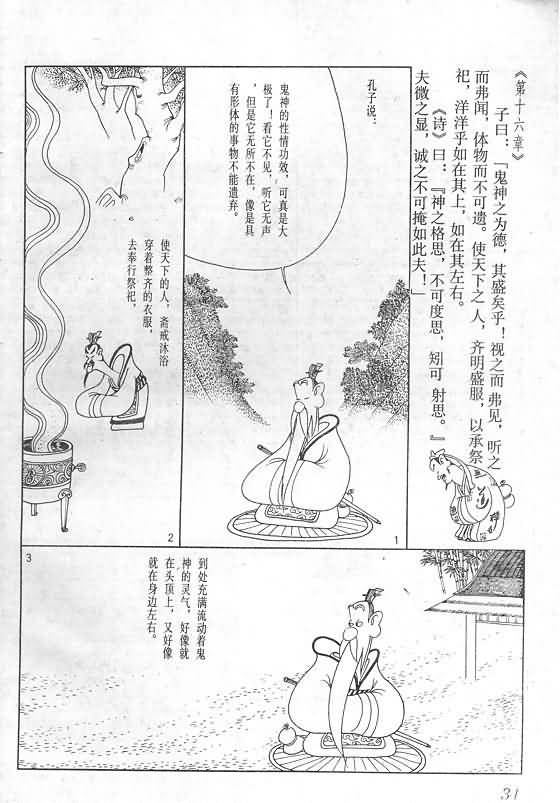 《第十六章》
子曰：「鬼神之为德，其盛矣乎！视之而弗见，听之
而弗闻，体物而不可遗。使天下之人，齐明盛服，以承祭
祀，洋洋乎如在其上，如在其左右。
《诗》曰：『神之格思，不可度思，矧可射思。』
夫微之显，诚之不可掩如此夫！」
孔子说：
鬼神的性情功效，可真是大
极了！看它不见，听它无声
，但是它无所不在，像是具
有形体的事物不能遗弃。
1
使天下的人，斋戒沐浴
穿着整齐的衣服，
去奉行祭祀，
2
3
到处充满流动着鬼
神的灵气，好像就
在头顶上，又好像
就在身边左右。
31